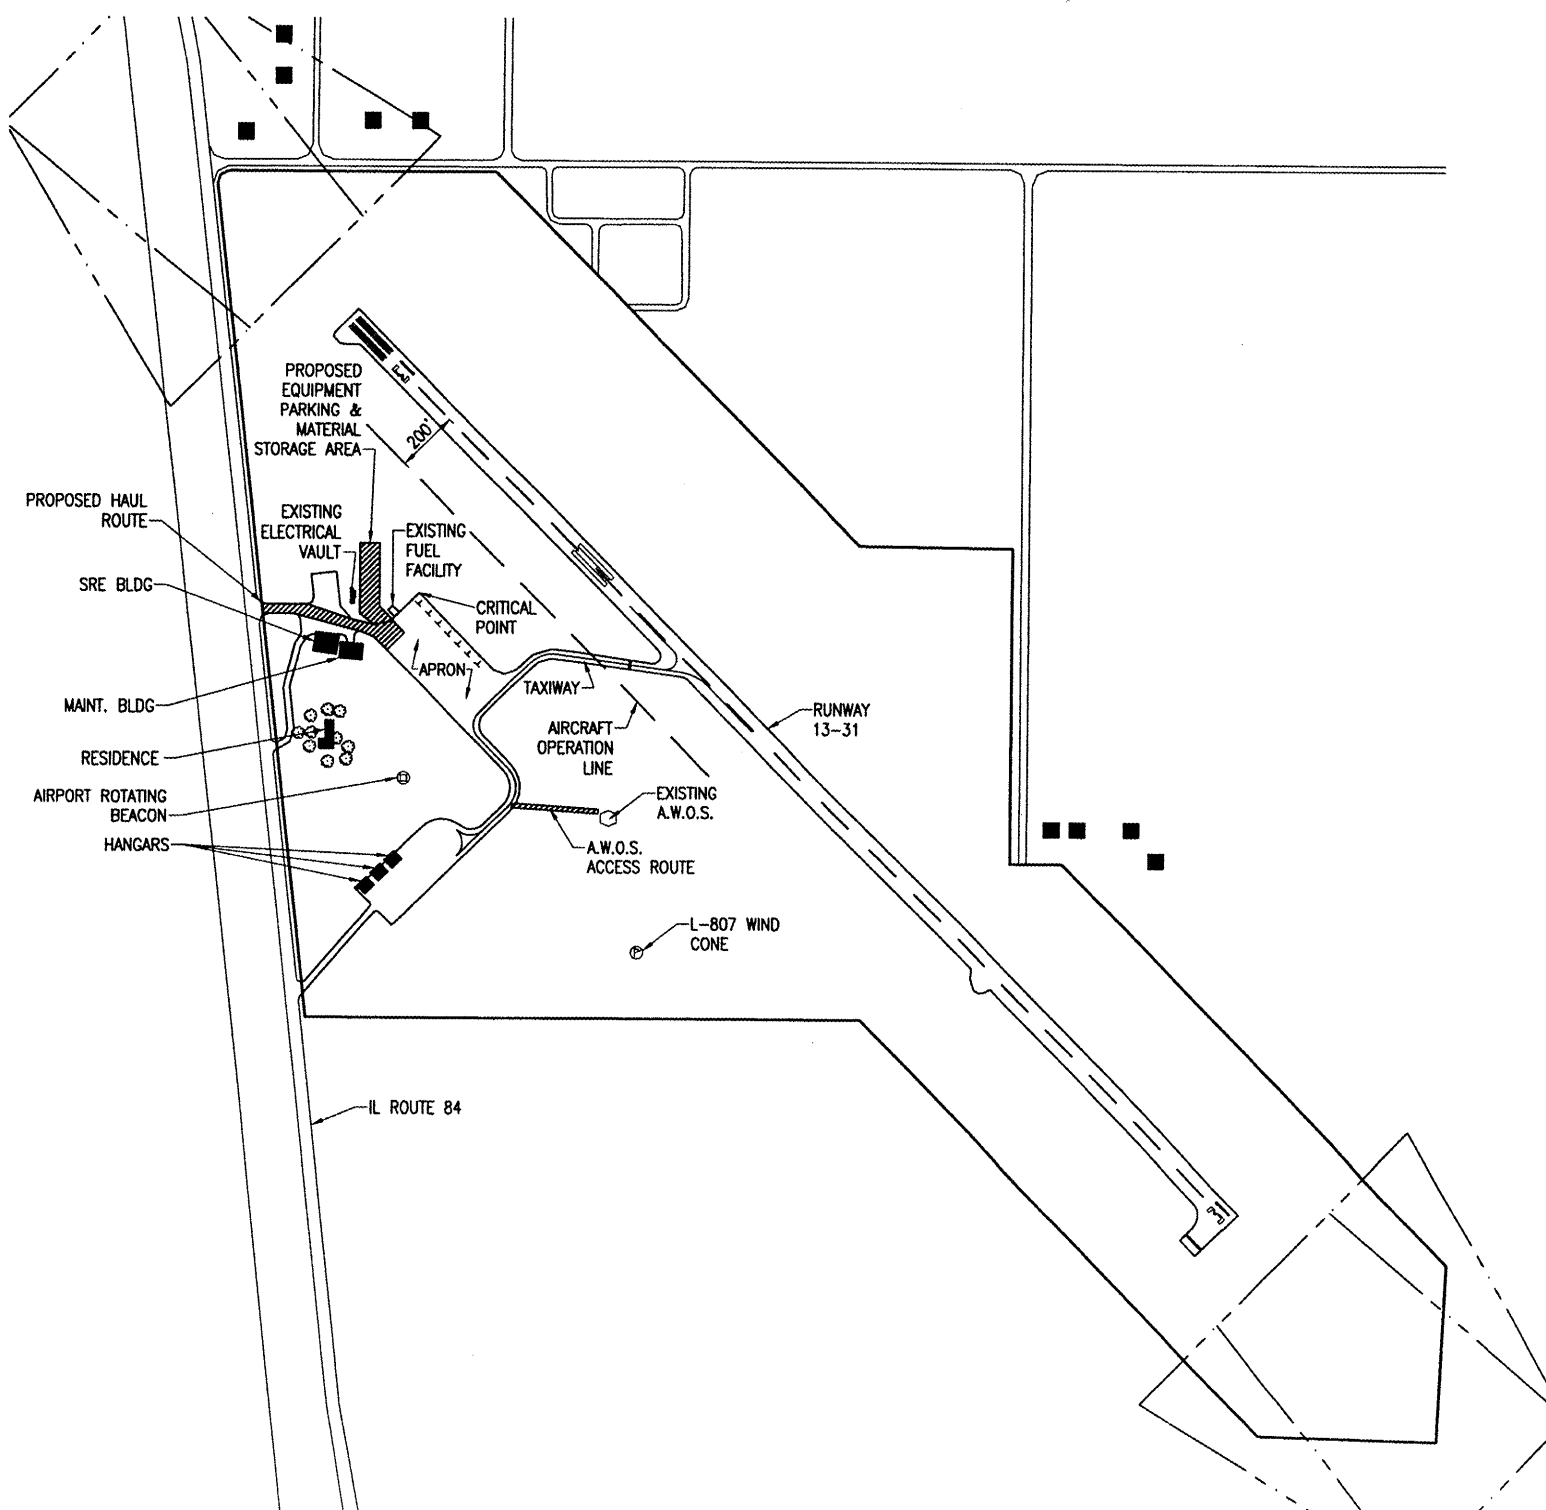 13
PROPOSED
EQUIPMENT
PARKING &
MATERIAL
STORAGE AREA
200'
PROPOSED HAUL
ROUTE
EXISTING
ELECTRICAL
VAULT
EXISTING
FUEL
FACILITY
SRE BLDG
CRITICAL
POINT
APRON
TAXIWAY
MAINT. BLDG
RUNWAY
13-31
AIRCRAFT
OPERATION
LINE
RESIDENCE
AIRPORT ROTATING
BEACON
EXISTING
A.W.O.S.
HANGARS
A.W.O.S.
ACCESS ROUTE
L-807 WIND
CONE
IL ROUTE 84
31